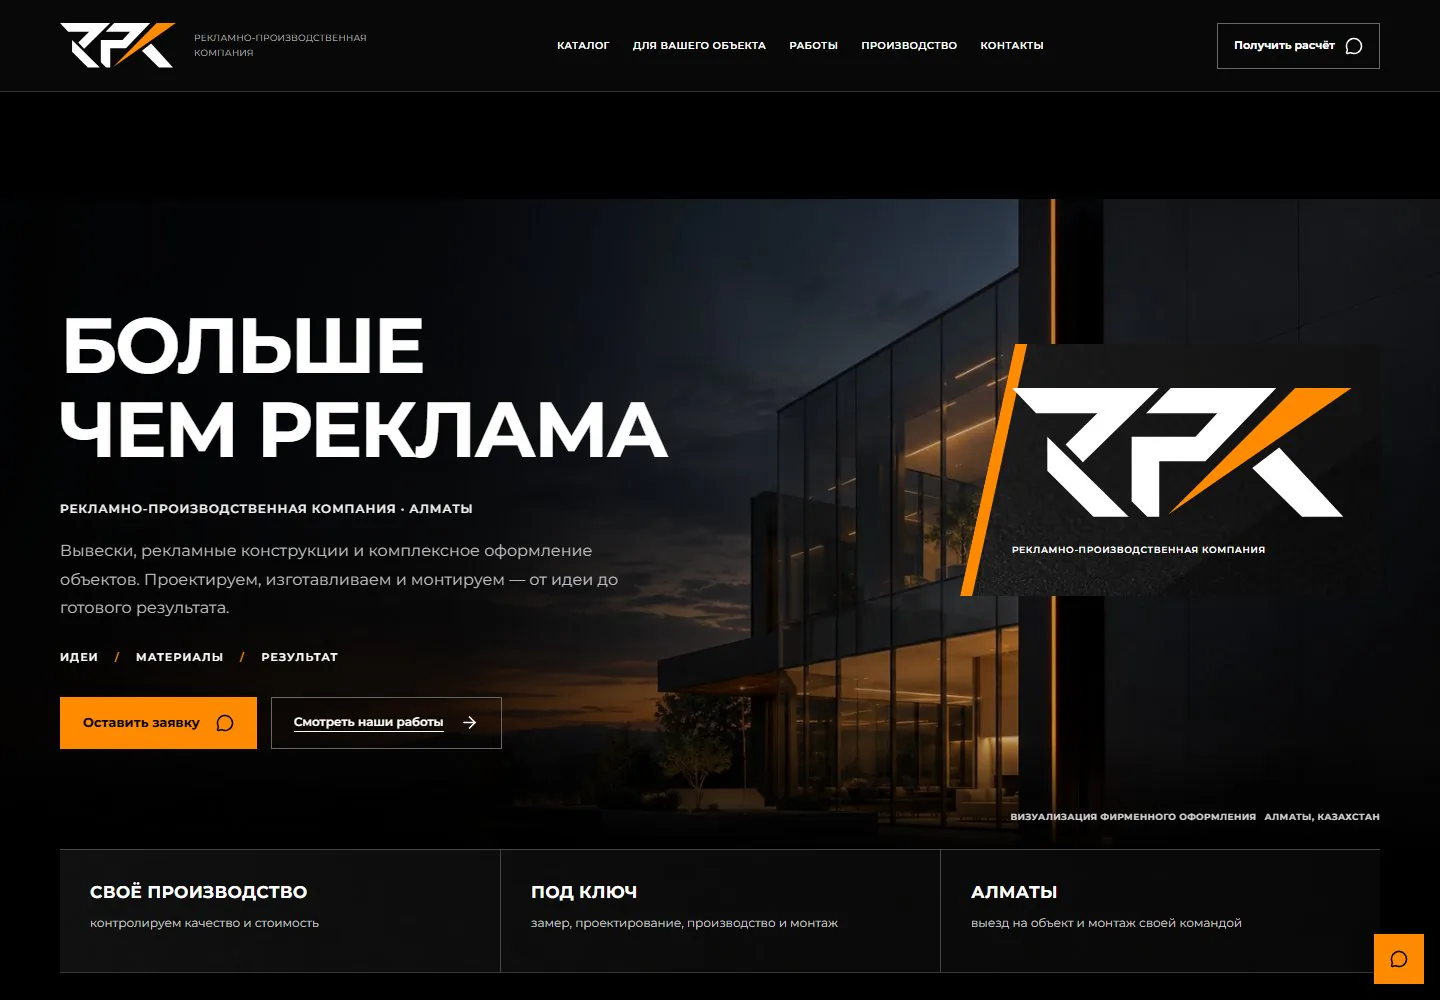 RPK
РЕКЛАМНО-ПРОИЗВОДСТВЕННАЯ
КОМПАНИЯ
КАТАЛОГ
ДЛЯ ВАШЕГО ОБЪЕКТА
РАБОТЫ
ПРОИЗВОДСТВО
КОНТАКТЫ
Получить расчёт
БОЛЬШЕ
ЧЕМ РЕКЛАМА
РЕКЛАМНО-ПРОИЗВОДСТВЕННАЯ КОМПАНИЯ · АЛМАТЫ
Вывески, рекламные конструкции и комплексное оформление
объектов. Проектируем, изготавливаем и монтируем — от идеи до
готового результата.
ИДЕИ / МАТЕРИАЛЫ / РЕЗУЛЬТАТ
Оставить заявку
Смотреть наши работы
RPK
РЕКЛАМНО-ПРОИЗВОДСТВЕННАЯ КОМПАНИЯ
ВИЗУАЛИЗАЦИЯ ФИРМЕННОГО ОФОРМЛЕНИЯ АЛМАТЫ, КАЗАХСТАН
СВОЁ ПРОИЗВОДСТВО
контролируем качество и стоимость
ПОД КЛЮЧ
замер, проектирование, производство и монтаж
АЛМАТЫ
выезд на объект и монтаж своей командой